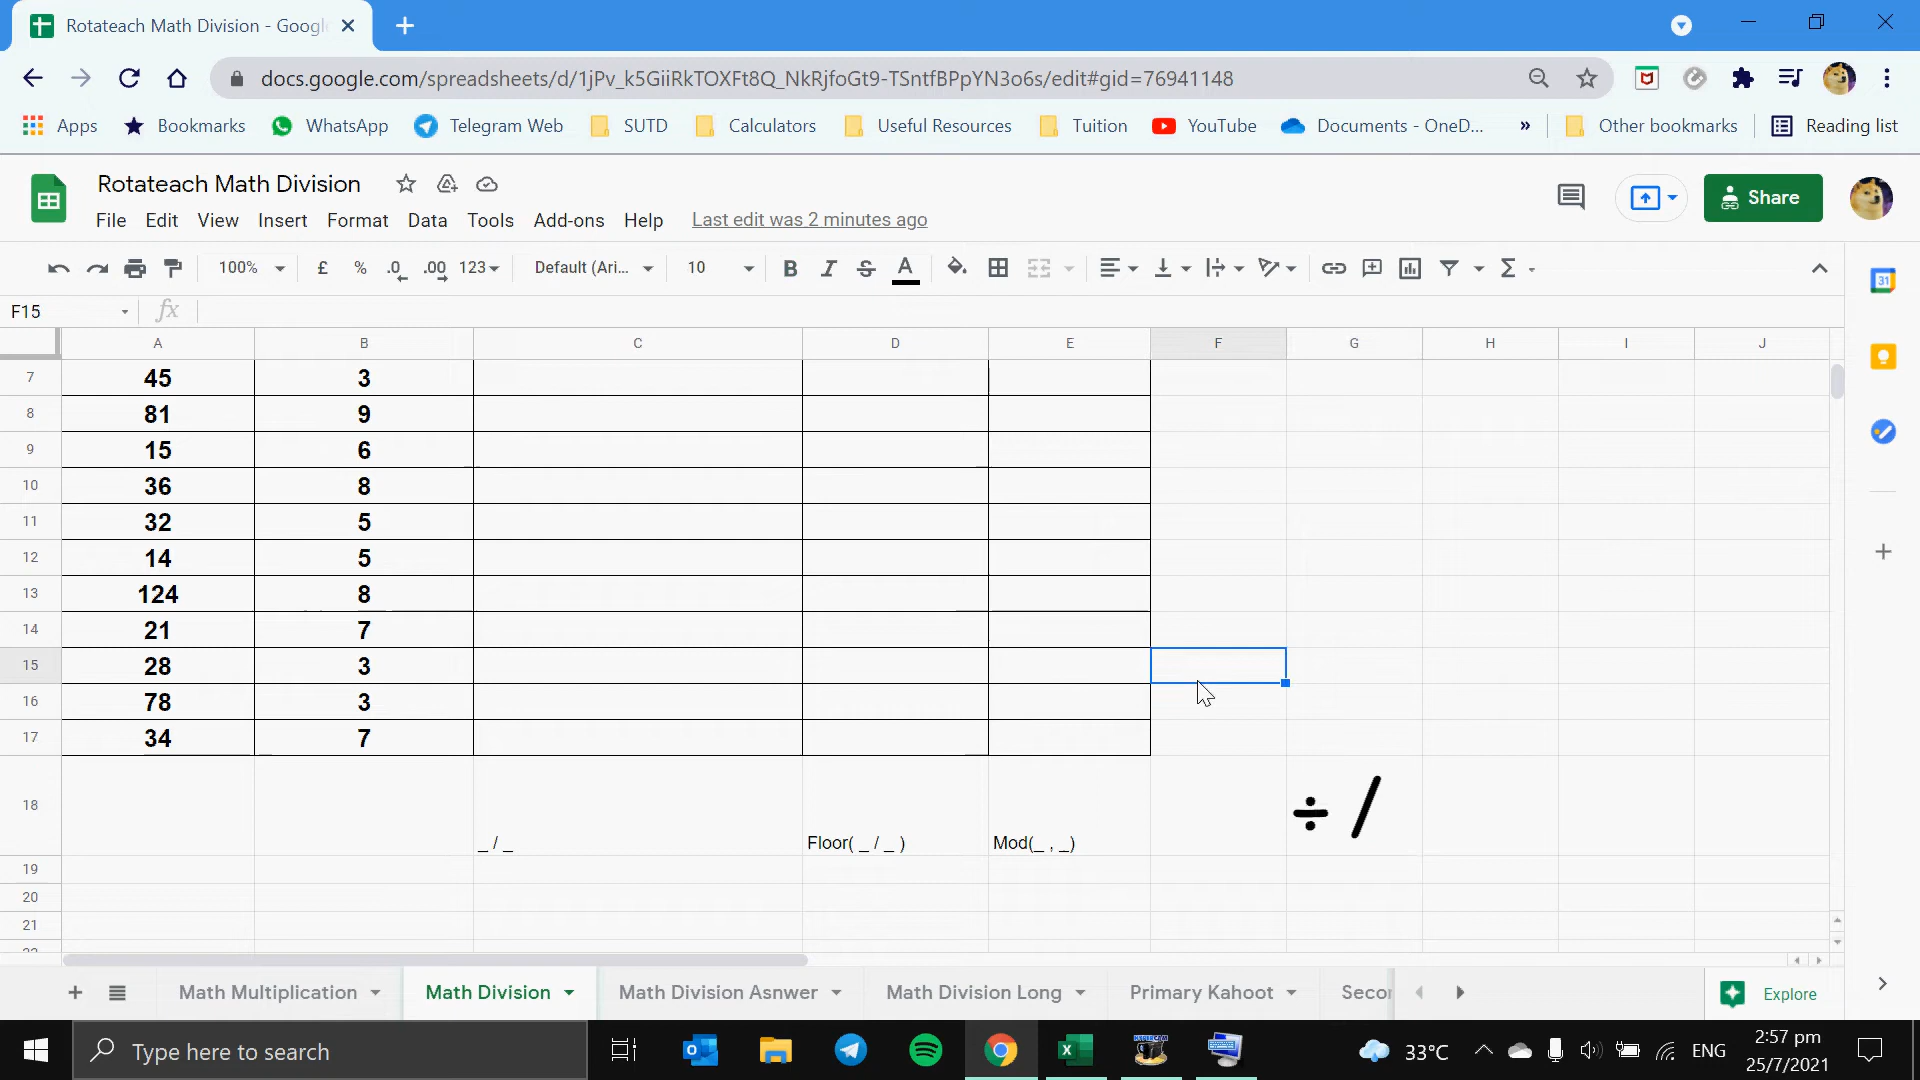 Rotateach Math Division - Googl
docs.google.com/spreadsheets/d/1jPv_k5GiiRkTOXFt8Q_NkRjfoGt9-TSntfBPpYN3o6s/edit#gid=76941148
Apps Bookmarks WhatsApp Telegram Web SUTD Calculators Useful Resources Tuition YouTube Documents - OneD... » Other bookmarks Reading list
Rotateach Math Division
Share
File Edit View Insert Format Data Tools Add-ons Help Last edit was 2 minutes ago
100% £ % .0 .00 123 Default (Ari... 10 B I S A Σ
31
F15 fx
A B C D E F G H I J
7 45 3
8 81 9
9 15 6
10 36 8
11 32 5
12 14 5
13 124 8
14 21 7
15 28 3
16 78 3
17 34 7
18 _ / _ Floor( _ / _ ) Mod(_ , _) ÷ /
19
20
21
22
+ Math Multiplication Math Division Math Division Asnwer Math Division Long Primary Kahoot Secor Explore
Type here to search 33°C ENG 2:57 pm
25/7/2021